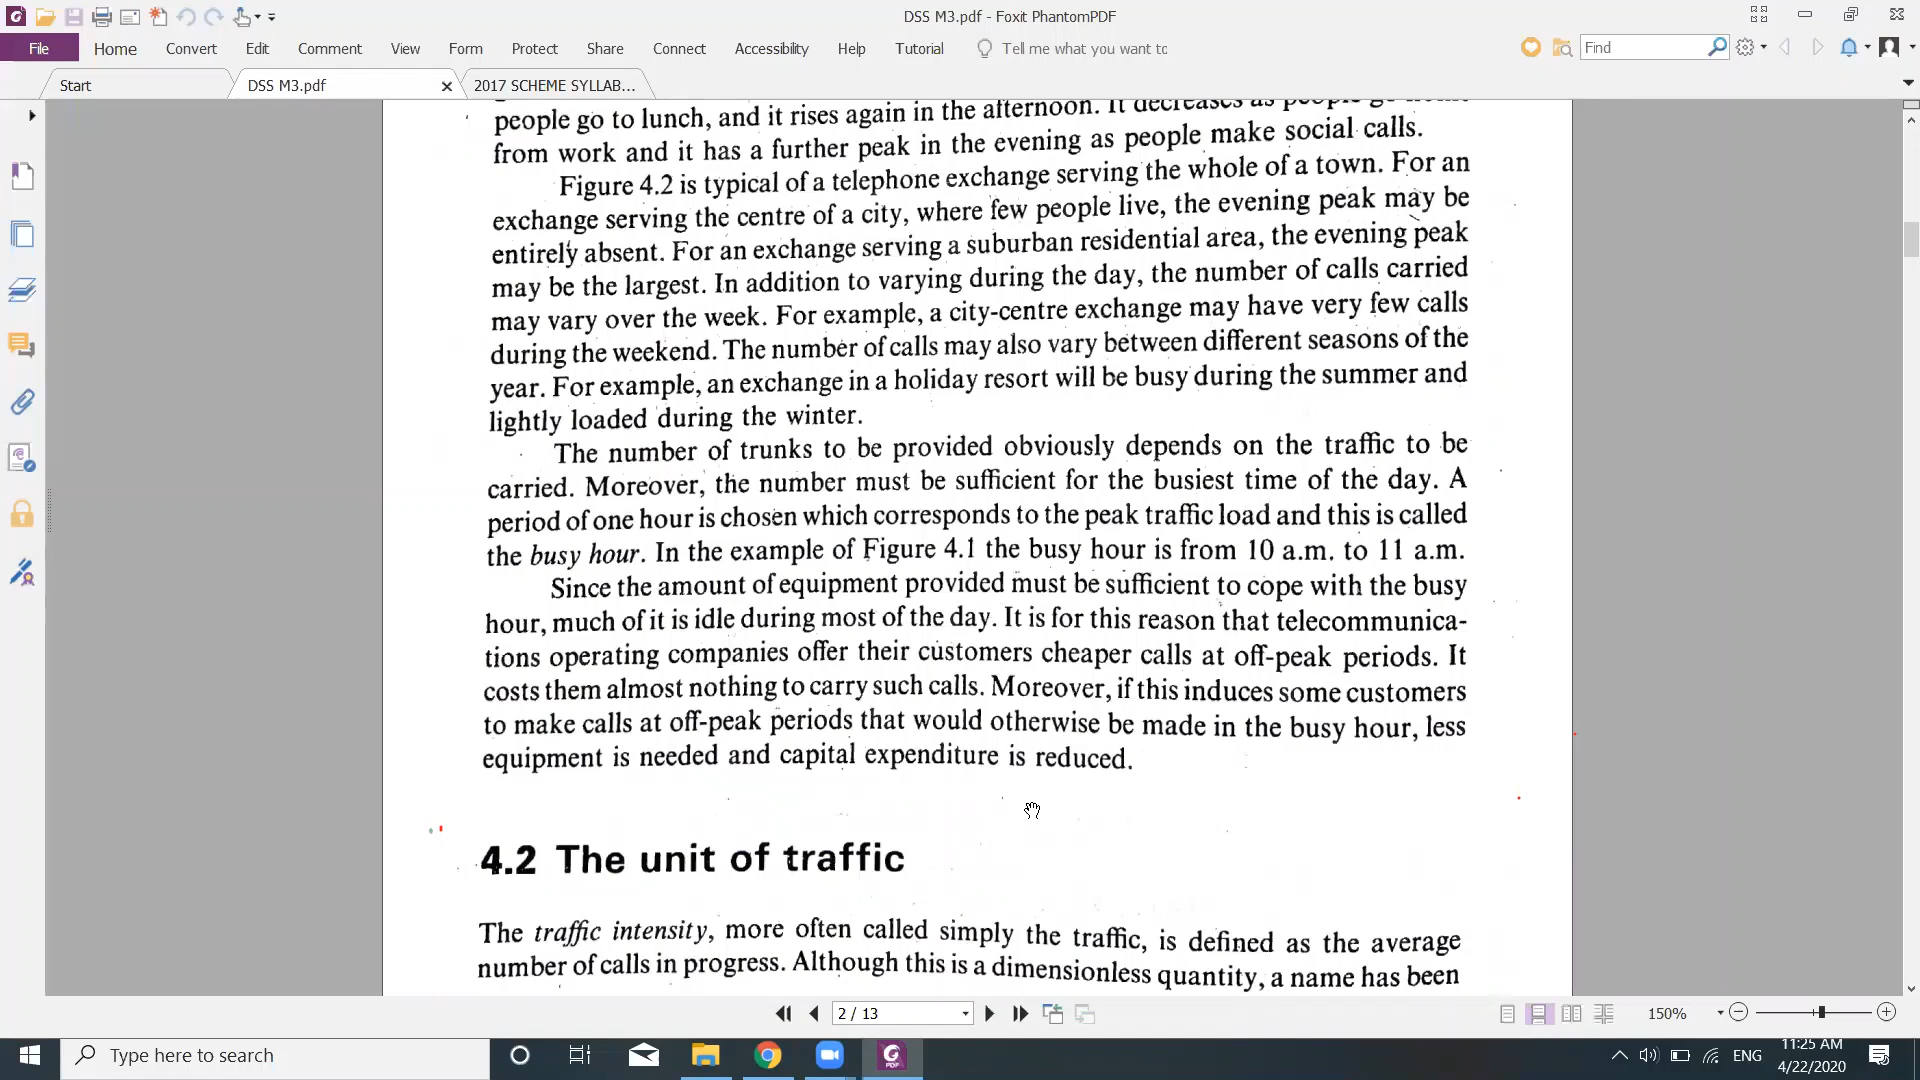 DSS M3.pdf - Foxit PhantomPDF
File Home Convert Edit Comment View Form Protect Share Connect Accessibility Help Tutorial Tell me what you want to Find
Start DSS M3.pdf 2017 SCHEME SYLLAB...
people go to lunch, and it rises again in the afternoon. It decreases as people go home
from work and it has a further peak in the evening as people make social calls.
Figure 4.2 is typical of a telephone exchange serving the whole of a town. For an
exchange serving the centre of a city, where few people live, the evening peak may be
entirely absent. For an exchange serving a suburban residential area, the evening peak
may be the largest. In addition to varying during the day, the number of calls carried
may vary over the week. For example, a city-centre exchange may have very few calls
during the weekend. The number of calls may also vary between different seasons of the
year. For example, an exchange in a holiday resort will be busy during the summer and
lightly loaded during the winter.
The number of trunks to be provided obviously depends on the traffic to be
carried. Moreover, the number must be sufficient for the busiest time of the day. A
period of one hour is chosen which corresponds to the peak traffic load and this is called
the busy hour. In the example of Figure 4.1 the busy hour is from 10 a.m. to 11 a.m.
Since the amount of equipment provided must be sufficient to cope with the busy
hour, much of it is idle during most of the day. It is for this reason that telecommunica-
tions operating companies offer their customers cheaper calls at off-peak periods. It
costs them almost nothing to carry such calls. Moreover, if this induces some customers
to make calls at off-peak periods that would otherwise be made in the busy hour, less
equipment is needed and capital expenditure is reduced.
4.2 The unit of traffic
The traffic intensity, more often called simply the traffic, is defined as the average
number of calls in progress. Although this is a dimensionless quantity, a name has been
2 / 13 150%
Type here to search ENG 11:25 AM
4/22/2020